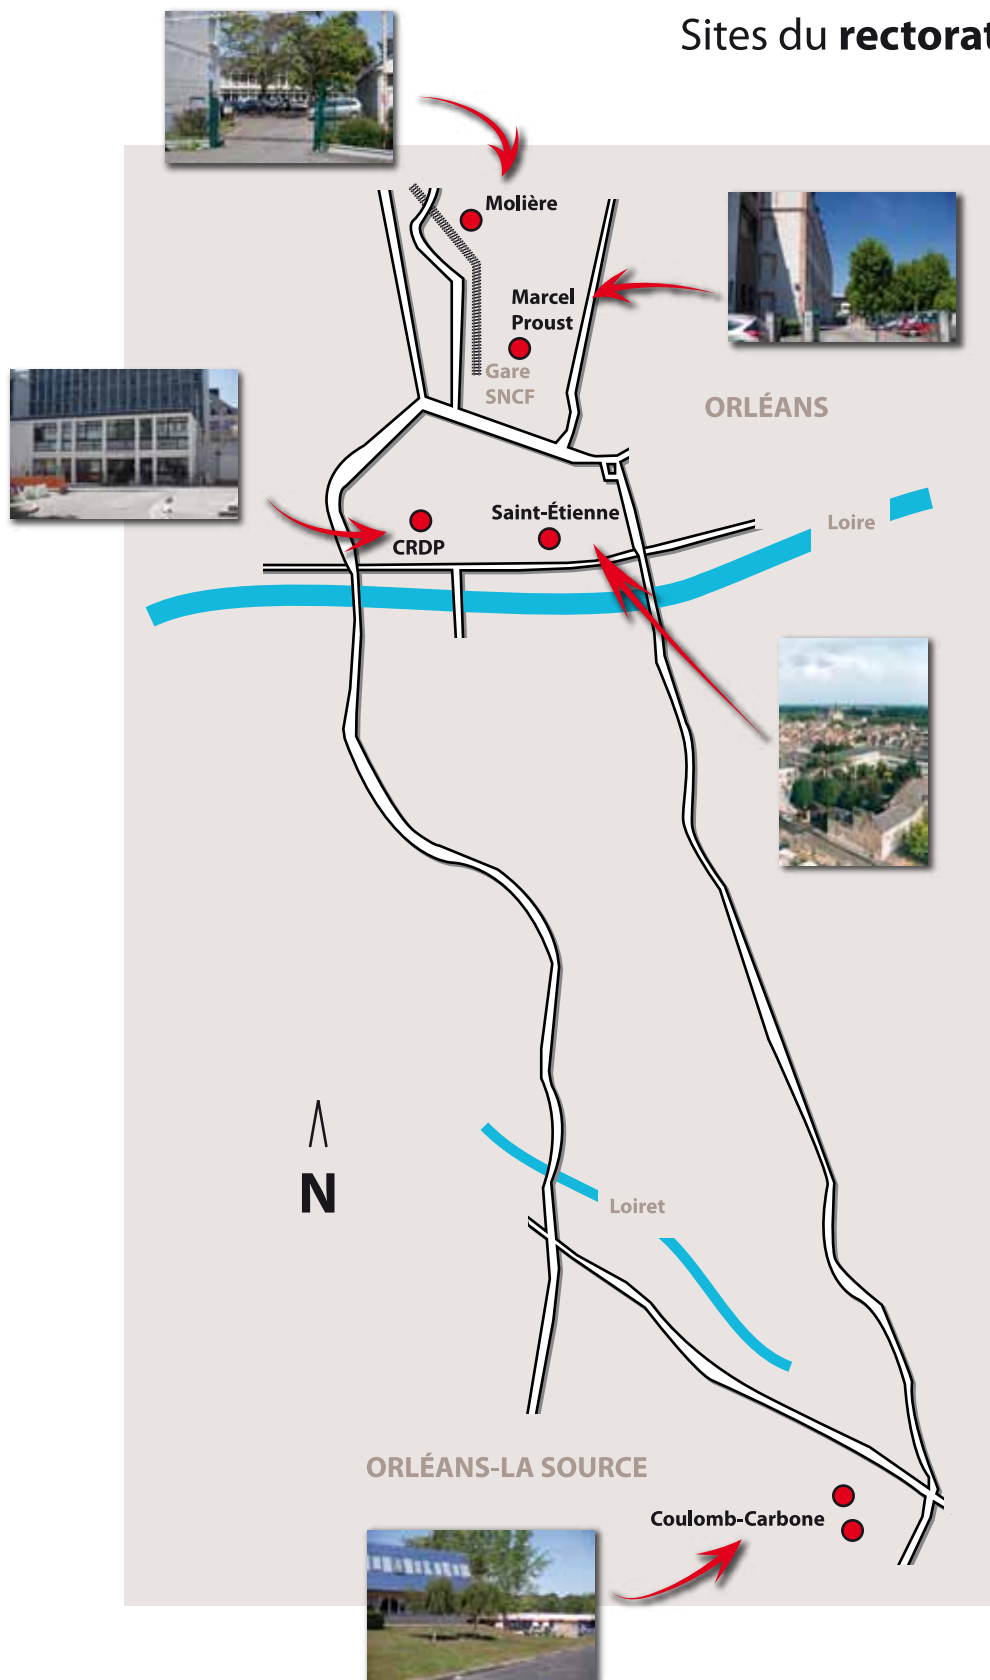 Sites du rectorat
Molière
Marcel
Proust
Gare
SNCF
ORLÉANS
Saint-Étienne
Loire
CRDP
N
Loiret
ORLÉANS-LA SOURCE
Coulomb-Carbone